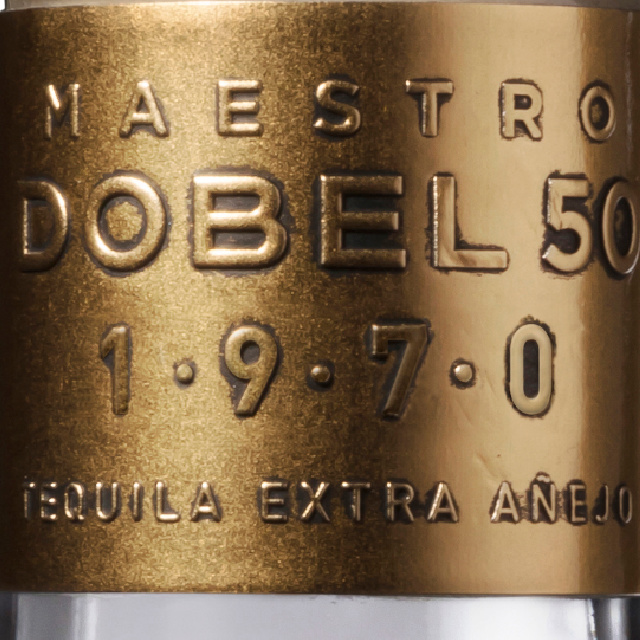 MAESTRO
DOBEL 50
1·9·7·0
TEQUILA EXTRA AÑEJO